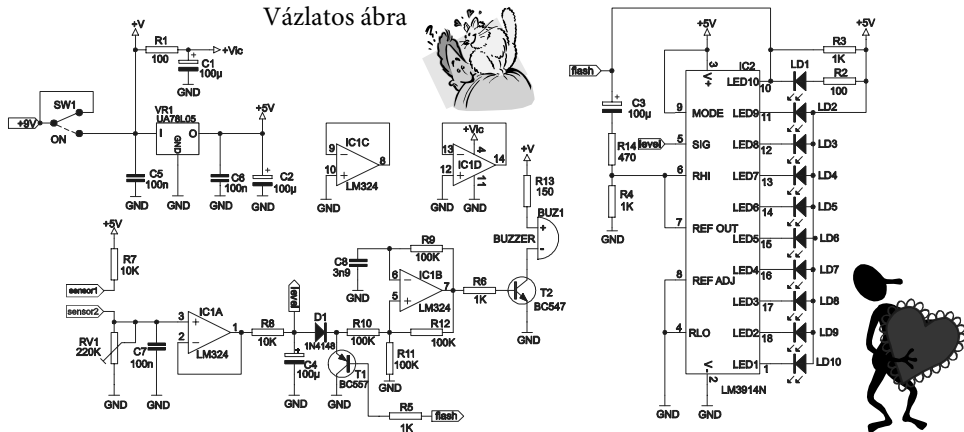 Vázlatos ábra
+V
R1
100
+Vic
C1
100µ
GND
SW1
+9V
ON
VR1
UA78L05
I
O
GND
+5V
C5
100n
C6
100n
C2
100µ
GND
GND
GND
GND
IC1C
9
10
8
LM324
GND
+Vic
13
12
4
IC1D
14
11
GND
GND
+V
R13
150
BUZ1
BUZZER
+
-
+5V
R7
10K
sensor1
sensor2
RV1
220K
C7
100n
GND
GND
3
2
IC1A
1
LM324
R8
10K
level
C4
100µ
GND
D1
1N4148
T1
BC557
GND
R5
1K
flash
R10
100K
R11
100K
GND
C8
3n9
GND
R9
100K
IC1B
6
5
7
LM324
R12
100K
R6
1K
T2
BC547
GND
flash
C3
100µ
R14
470
R4
1K
GND
level
+5V
3
V+
IC2
9
MODE
5
SIG
6
RHI
7
REF OUT
8
REF ADJ
4
RLO
V-
2
GND
GND
LM3914N
LED10
10
LED9
11
LED8
12
LED7
13
LED6
14
LED5
15
LED4
16
LED3
17
LED2
18
LED1
1
+5V
R3
1K
R2
100
LD1
LD2
LD3
LD4
LD5
LD6
LD7
LD8
LD9
LD10